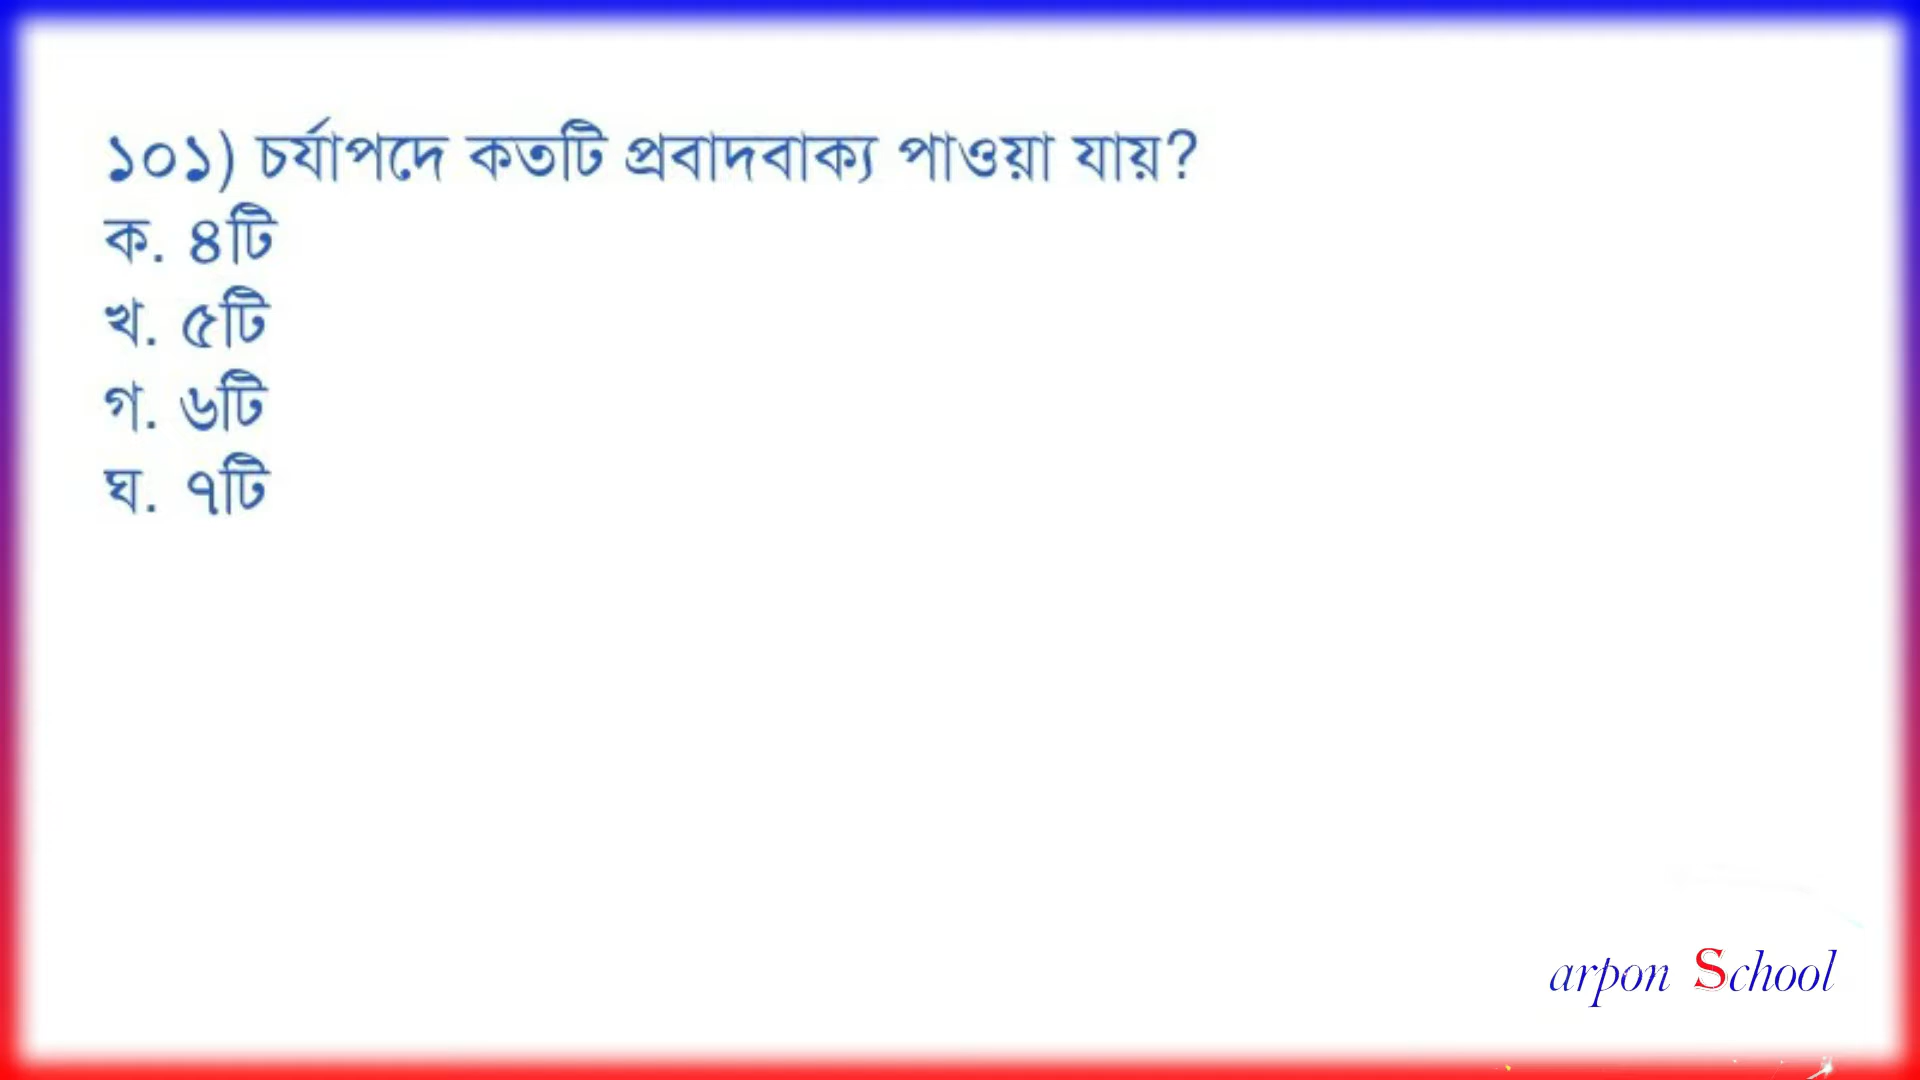 ১০১) চর্যাপদে কতটি প্রবাদবাক্য পাওয়া যায়?
ক. ৪টি
খ. ৫টি
গ. ৬টি
ঘ. ৭টি
arpon School